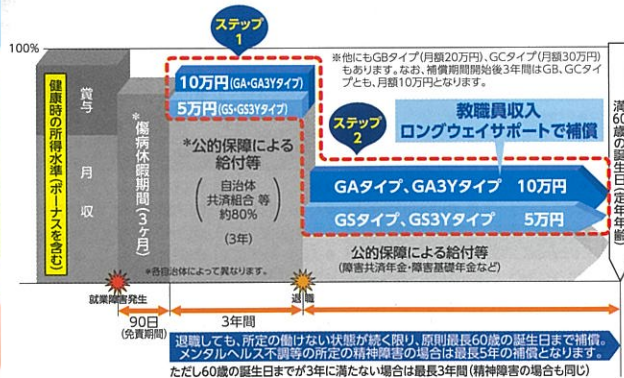 ステップ
1
100%
※他にもGBタイプ(月額20万円)、GCタイプ(月額30万円)
もあります。なお、補償期間開始後3年間はGB、GCタイ
プとも、月額10万円となります。
健康時の所得水準(ボーナスを含む)
賞与
月収
*傷病休暇期間(3ヶ月)
10万円(GA・GA3Yタイプ)
5万円(GS・GS3Yタイプ)
*公的保障による
給付等
(自治体
共済組合 等
約80%)
(3年)
*各自治体によって異なります。
ステップ
2
教職員収入
ロングウェイサポートで補償
GAタイプ、GA3Yタイプ 10万円
GSタイプ、GS3Yタイプ 5万円
公的保障による給付等
(障害共済年金・障害基礎年金など)
満60歳の誕生日(定年年齢)
就業障害発生
退職
90日
(免責期間)
3年間
退職しても、所定の働けない状態が続く限り、原則最長60歳の誕生日まで補償。
メンタルヘルス不調等の所定の精神障害の場合は最長5年の補償となります。
ただし60歳の誕生日までが3年に満たない場合は最長3年間(精神障害の場合も同じ)